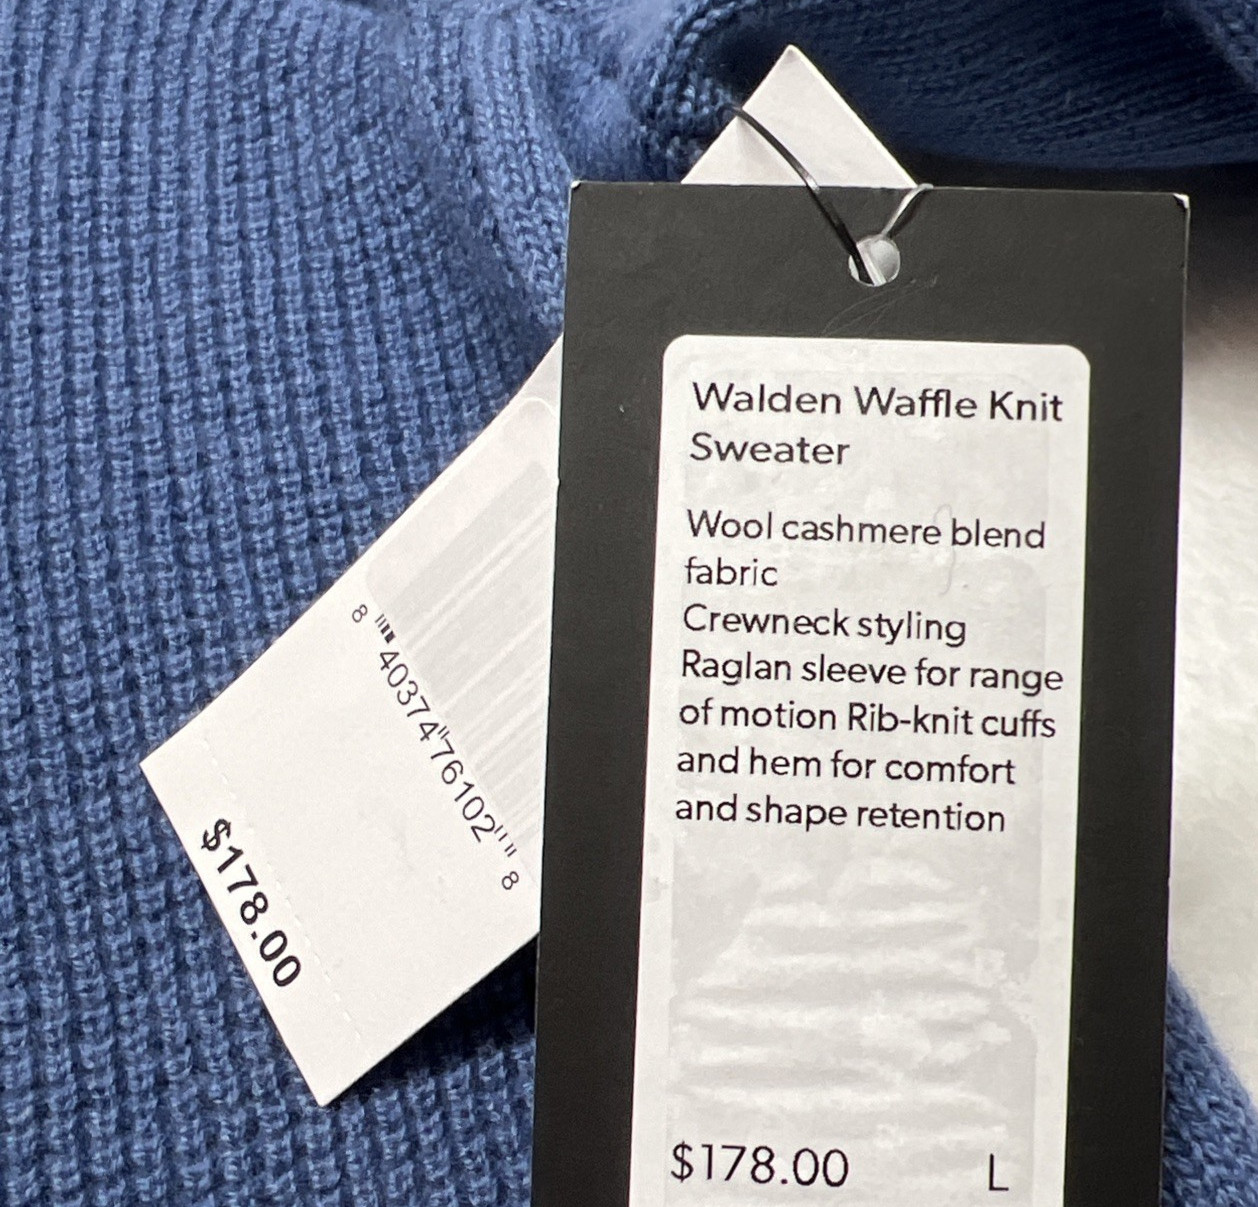 Walden Waffle Knit
Sweater
Wool cashmere blend
fabric
Crewneck styling
Raglan sleeve for range
of motion Rib-knit cuffs
and hem for comfort
and shape retention
$178.00 L
8 40374 76102 8
$178.00